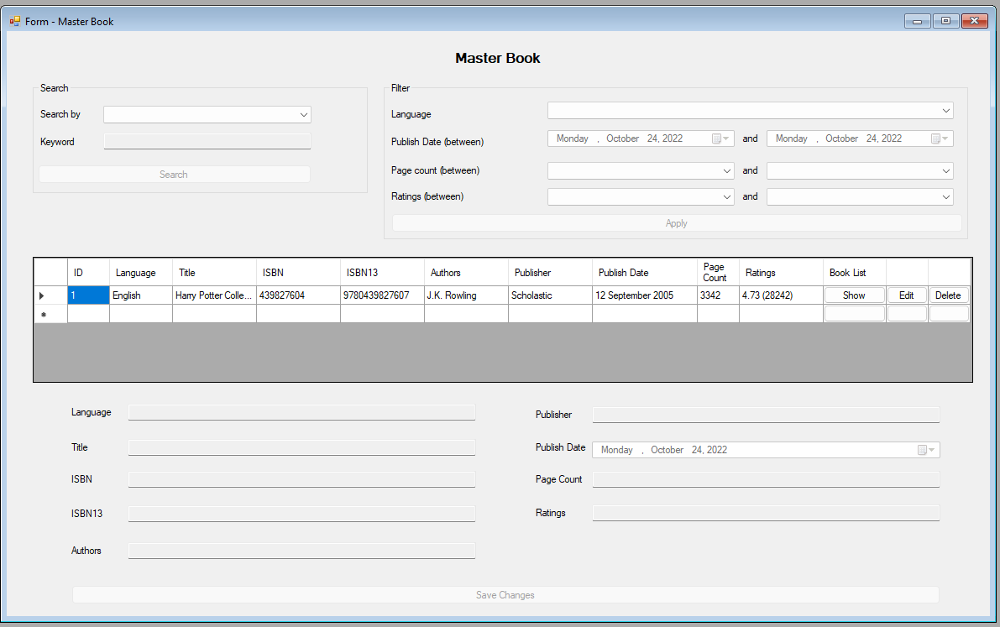 Form - Master Book
Master Book
Search
Search by
Keyword
Search
Filter
Language
Publish Date (between) Monday , October 24, 2022 and Monday , October 24, 2022
Page count (between) and
Ratings (between) and
Apply
ID Language Title ISBN ISBN13 Authors Publisher Publish Date Page Count Ratings Book List
1 English Harry Potter Colle... 439827604 9780439827607 J.K. Rowling Scholastic 12 September 2005 3342 4.73 (28242) Show Edit Delete
Language
Title
ISBN
ISBN13
Authors
Publisher
Publish Date Monday , October 24, 2022
Page Count
Ratings
Save Changes